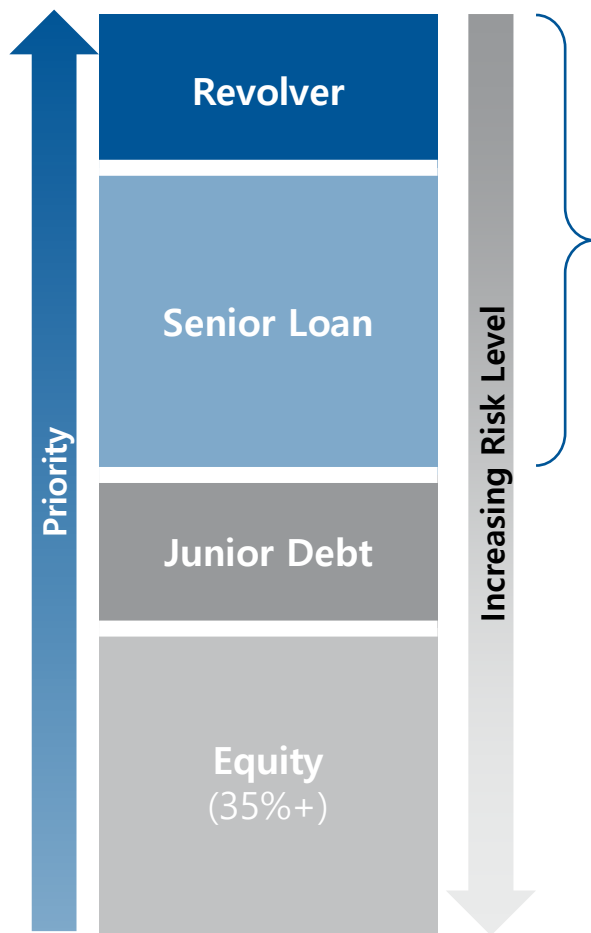 Revolver
Senior Loan
Junior Debt
Equity
(35%+)
Priority
Increasing Risk Level